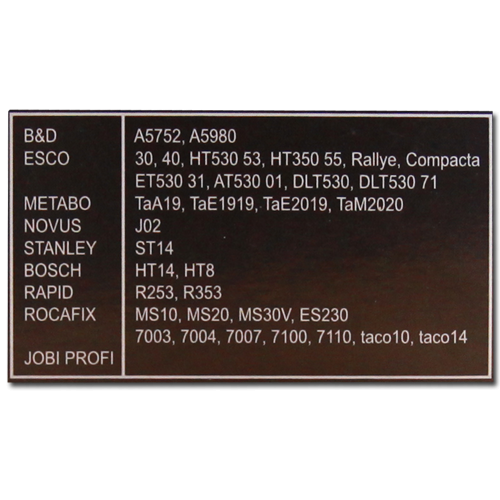 B&D A5752, A5980
ESCO 30, 40, HT530 53, HT350 55, Rallye, Compacta
ET530 31, AT530 01, DLT530, DLT530 71
METABO TaA19, TaE1919, TaE2019, TaM2020
NOVUS J02
STANLEY ST14
BOSCH HT14, HT8
RAPID R253, R353
ROCAFIX MS10, MS20, MS30V, ES230
7003, 7004, 7007, 7100, 7110, taco10, taco14
JOBI PROFI